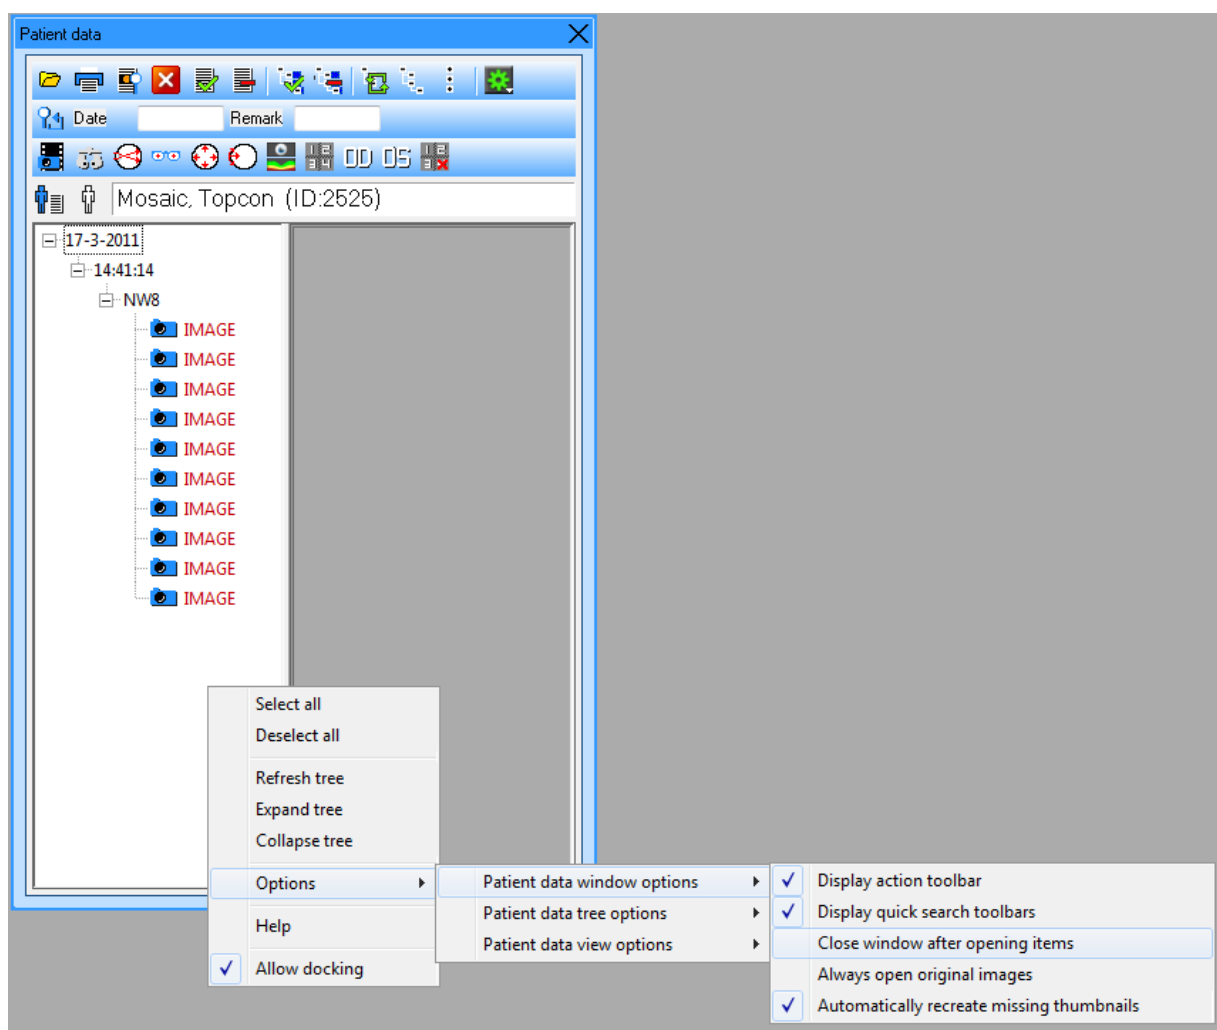 Patient data
Date Remark
OD OS
Mosaic, Topcon (ID:2525)
17-3-2011
14:41:14
NW8
IMAGE
IMAGE
IMAGE
IMAGE
IMAGE
IMAGE
IMAGE
IMAGE
IMAGE
IMAGE
Select all
Deselect all
Refresh tree
Expand tree
Collapse tree
Options
Help
Allow docking
Patient data window options
Patient data tree options
Patient data view options
Display action toolbar
Display quick search toolbars
Close window after opening items
Always open original images
Automatically recreate missing thumbnails